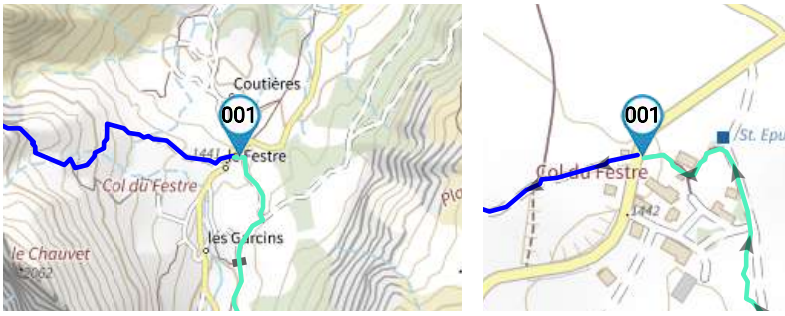 Coutières
001
1441
le Festre
Col du Festre
les Garcins
le Chauvet
2062
Pla
001
/St. Epu
Col du Festre
1442